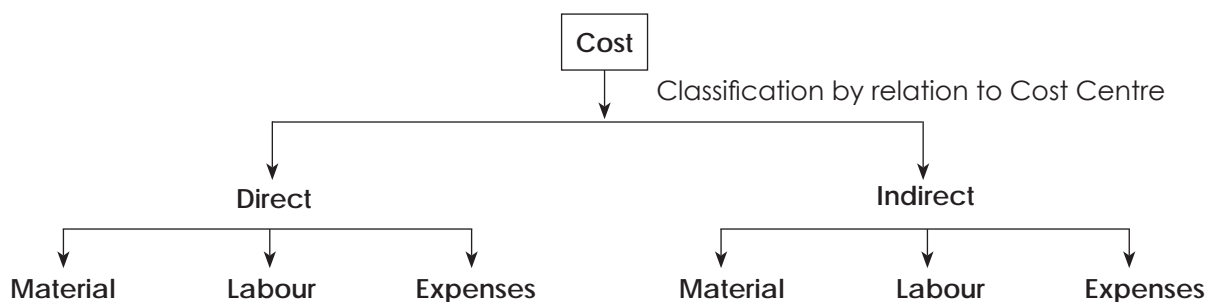 Cost
Classification by relation to Cost Centre
Direct
Indirect
Material Labour Expenses Material Labour Expenses